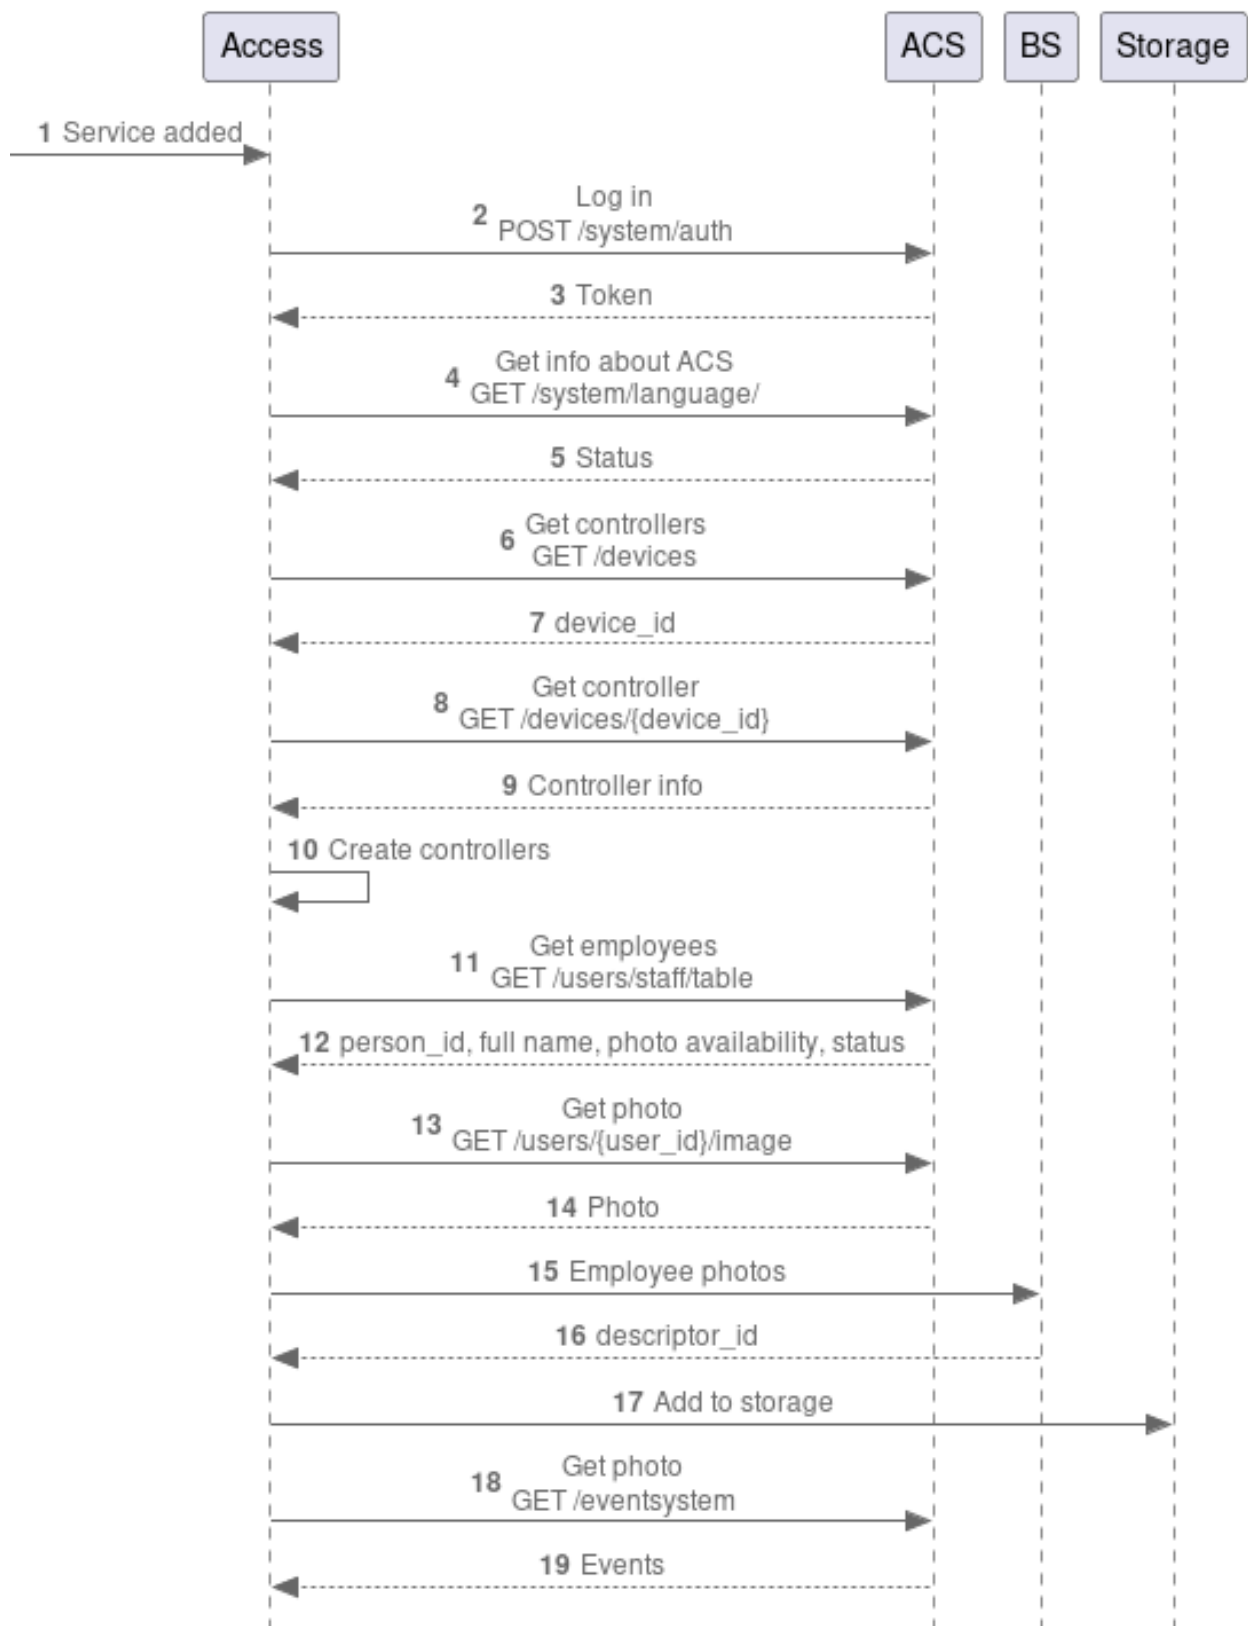 Access ACS BS Storage
1 Service added
Log in
2 POST /system/auth
3 Token
Get info about ACS
4 GET /system/language/
5 Status
Get controllers
6 GET /devices
7 device_id
Get controller
8 GET /devices/{device_id}
9 Controller info
10 Create controllers
Get employees
11 GET /users/staff/table
12 person_id, full name, photo availability, status
Get photo
13 GET /users/{user_id}/image
14 Photo
15 Employee photos
16 descriptor_id
17 Add to storage
Get photo
18 GET /eventsystem
19 Events